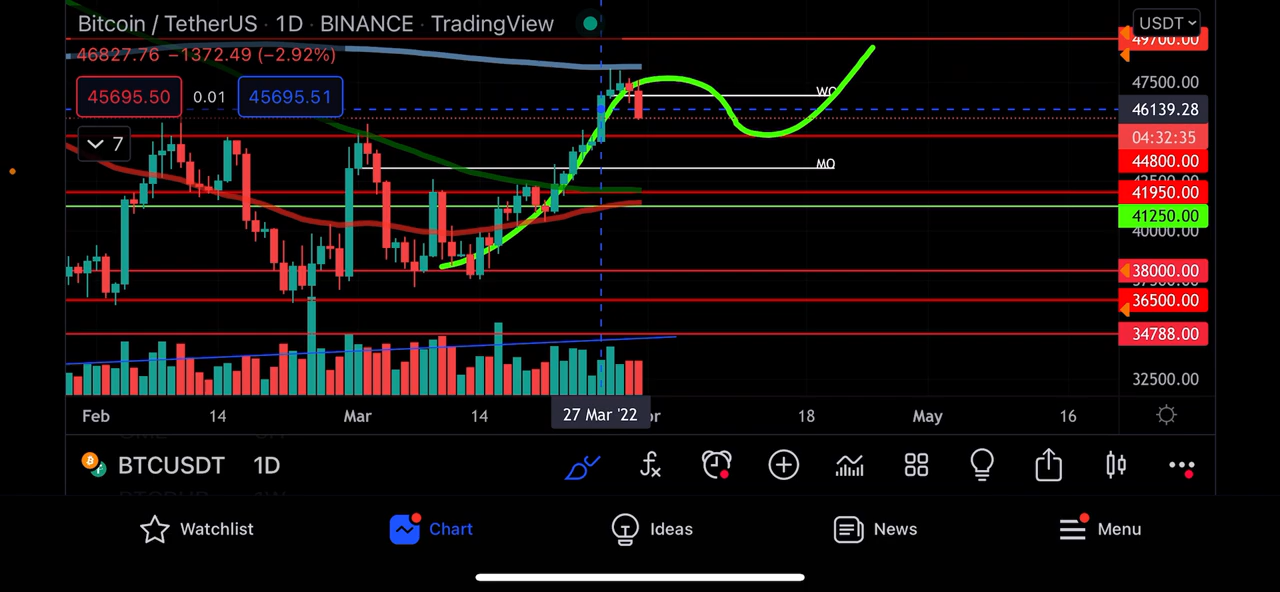 Bitcoin / TetherUS · 1D · BINANCE · TradingView
USDT
46827.76 −1372.49 (−2.92%)
49700.00
45695.50 0.01 45695.51
47500.00
WO
46139.28
7
04:32:35
44800.00
MO
42500.00
41950.00
41250.00
40000.00
38000.00
37500.00
36500.00
34788.00
32500.00
Feb 14 Mar 14 27 Mar '22 18 May 16
BTCUSDT 1D
Watchlist Chart Ideas News Menu